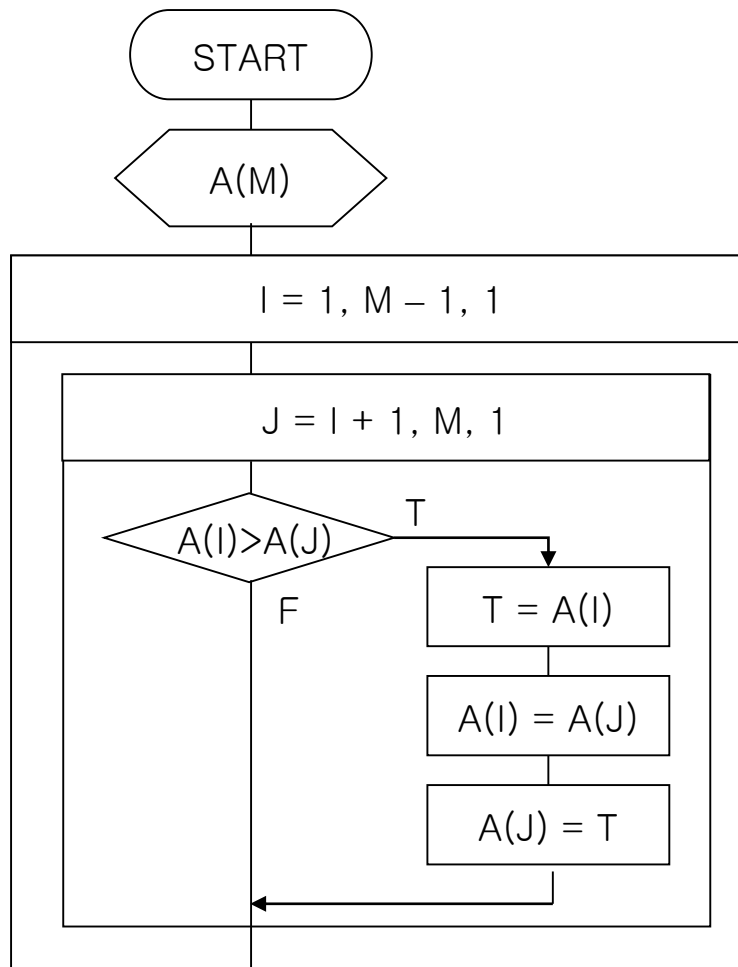 START
A(M)
I = 1, M – 1, 1
J = I + 1, M, 1
A(I)>A(J)
T
F
T = A(I)
A(I) = A(J)
A(J) = T